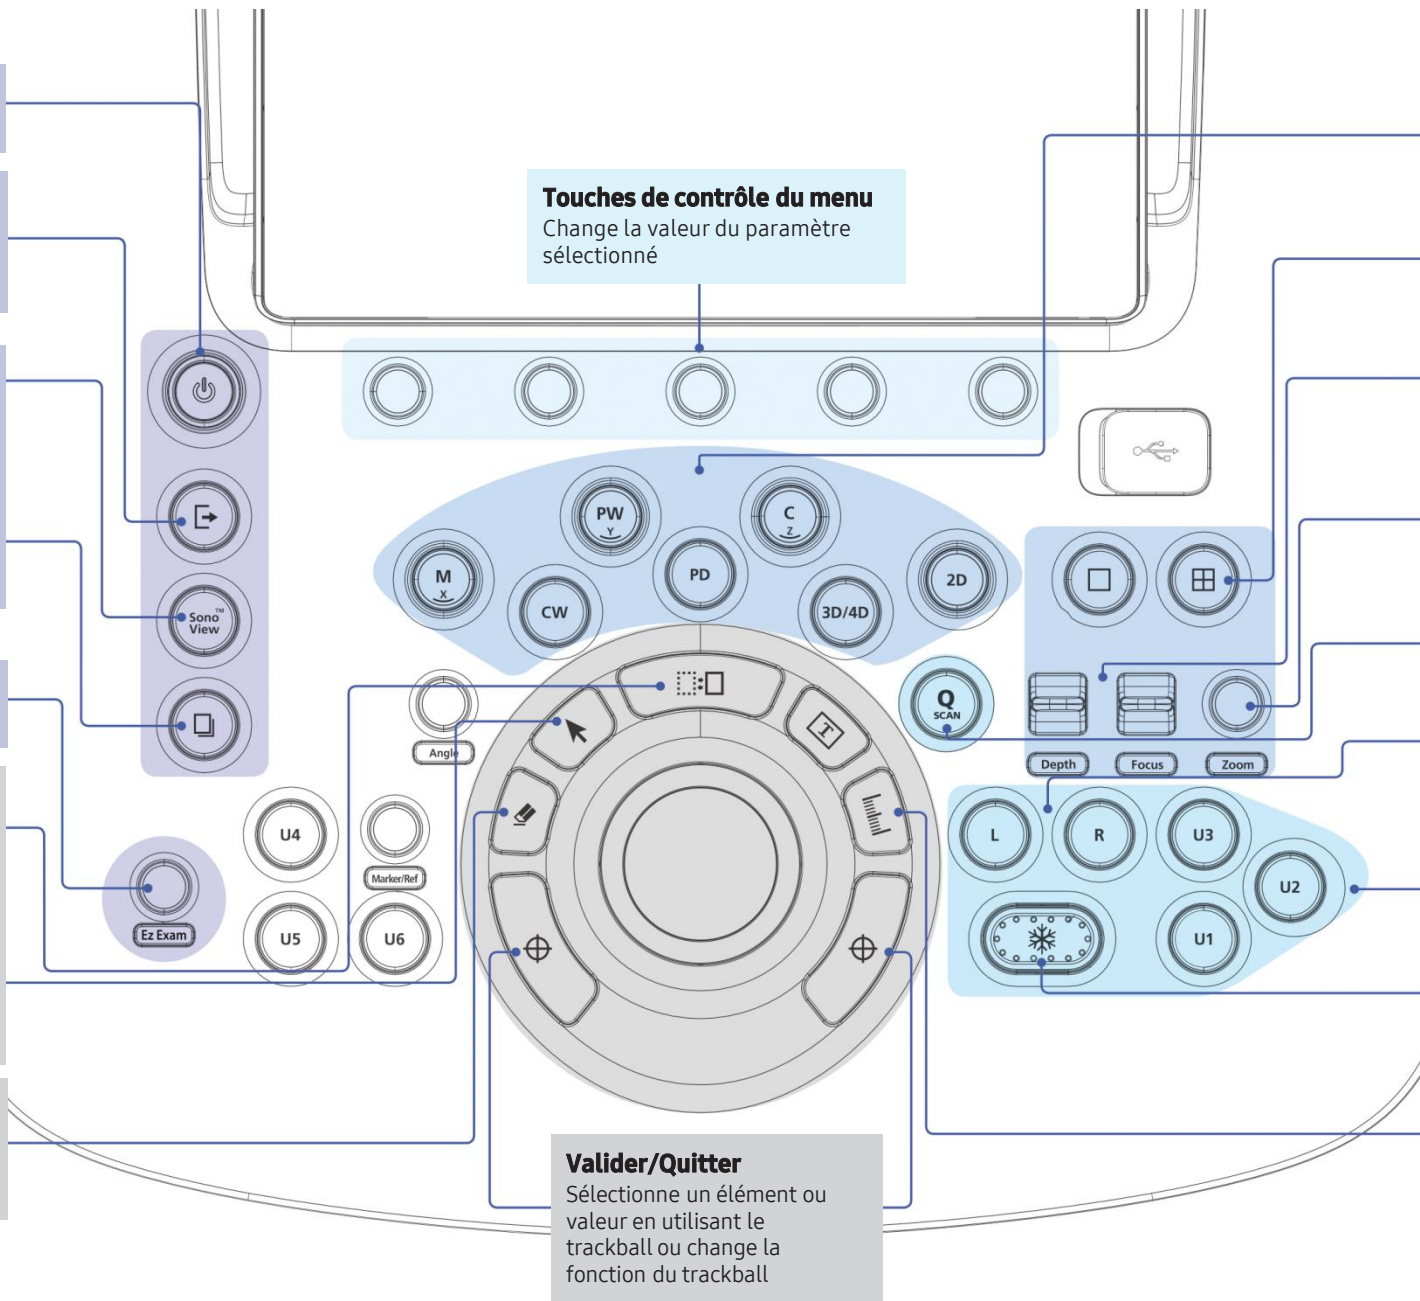 Touches de contrôle du menu
Change la valeur du paramètre
sélectionné
PW
Y
C
Z
M
X
PD
2D
CW
3D/4D
Sono™
View
Q
SCAN
Angle
Depth
Focus
Zoom
T
U4
L
R
U3
Marker/Ref
U2
Ez Exam
U5
U6
U1
Valider/Quitter
Sélectionne un élément ou
valeur en utilisant le
trackball ou change la
fonction du trackball